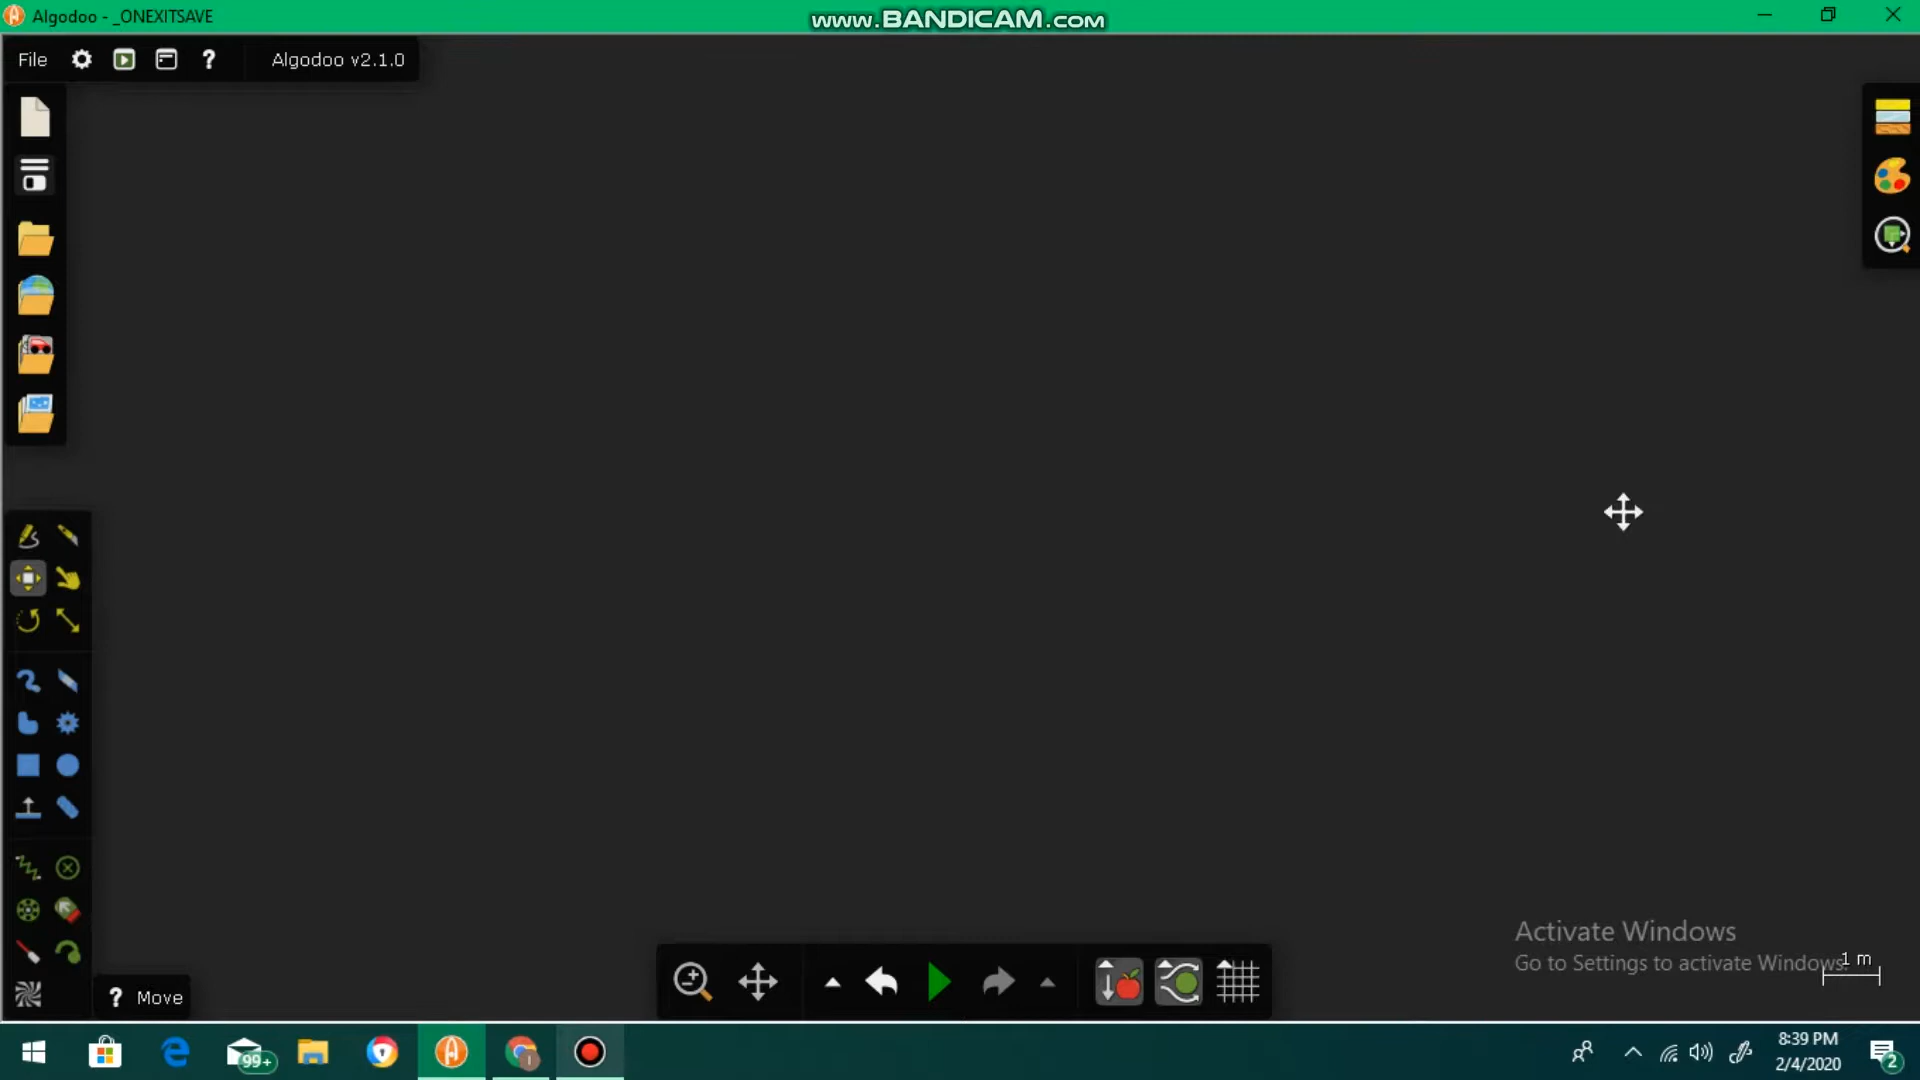 Algodoo - _ONEXITSAVE
www.BANDICAM.com
File
?
Algodoo v2.1.0
? Move
Activate Windows
Go to Settings to activate Windows.
1 m
99+
8:39 PM
2/4/2020
2